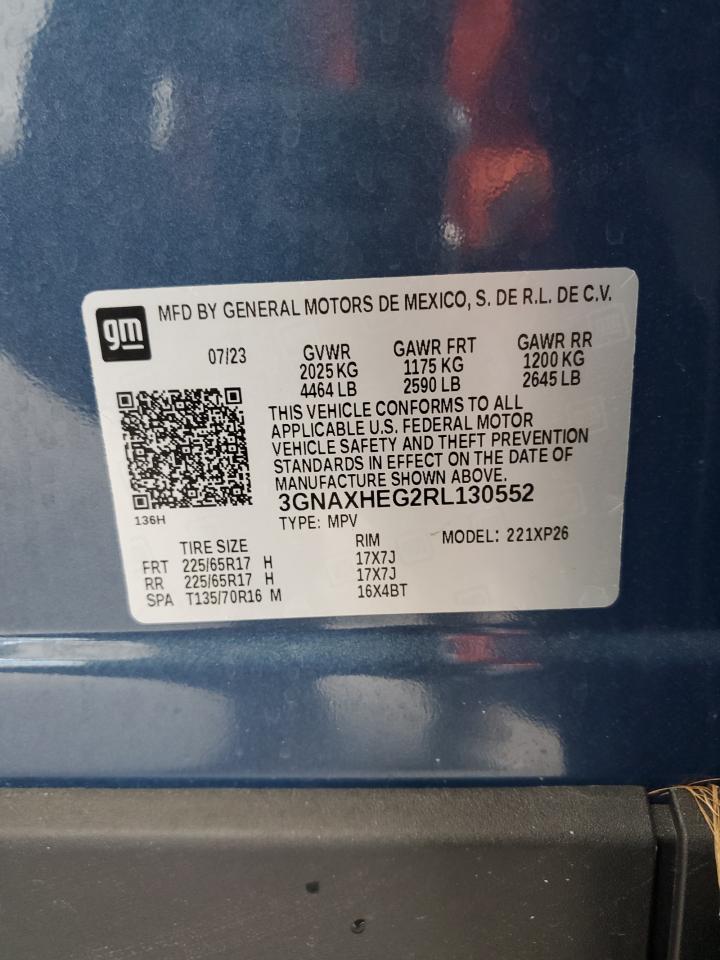 gm
MFD BY GENERAL MOTORS DE MEXICO, S. DE R.L. DE C.V.
07/23 GVWR GAWR FRT GAWR RR
2025 KG 1175 KG 1200 KG
4464 LB 2590 LB 2645 LB
THIS VEHICLE CONFORMS TO ALL
APPLICABLE U.S. FEDERAL MOTOR
VEHICLE SAFETY AND THEFT PREVENTION
STANDARDS IN EFFECT ON THE DATE OF
MANUFACTURE SHOWN ABOVE.
3GNAXHEG2RL130552
136H
TYPE: MPV
TIRE SIZE RIM MODEL: 221XP26
FRT 225/65R17 H 17X7J
RR 225/65R17 H 17X7J
SPA T135/70R16 M 16X4BT